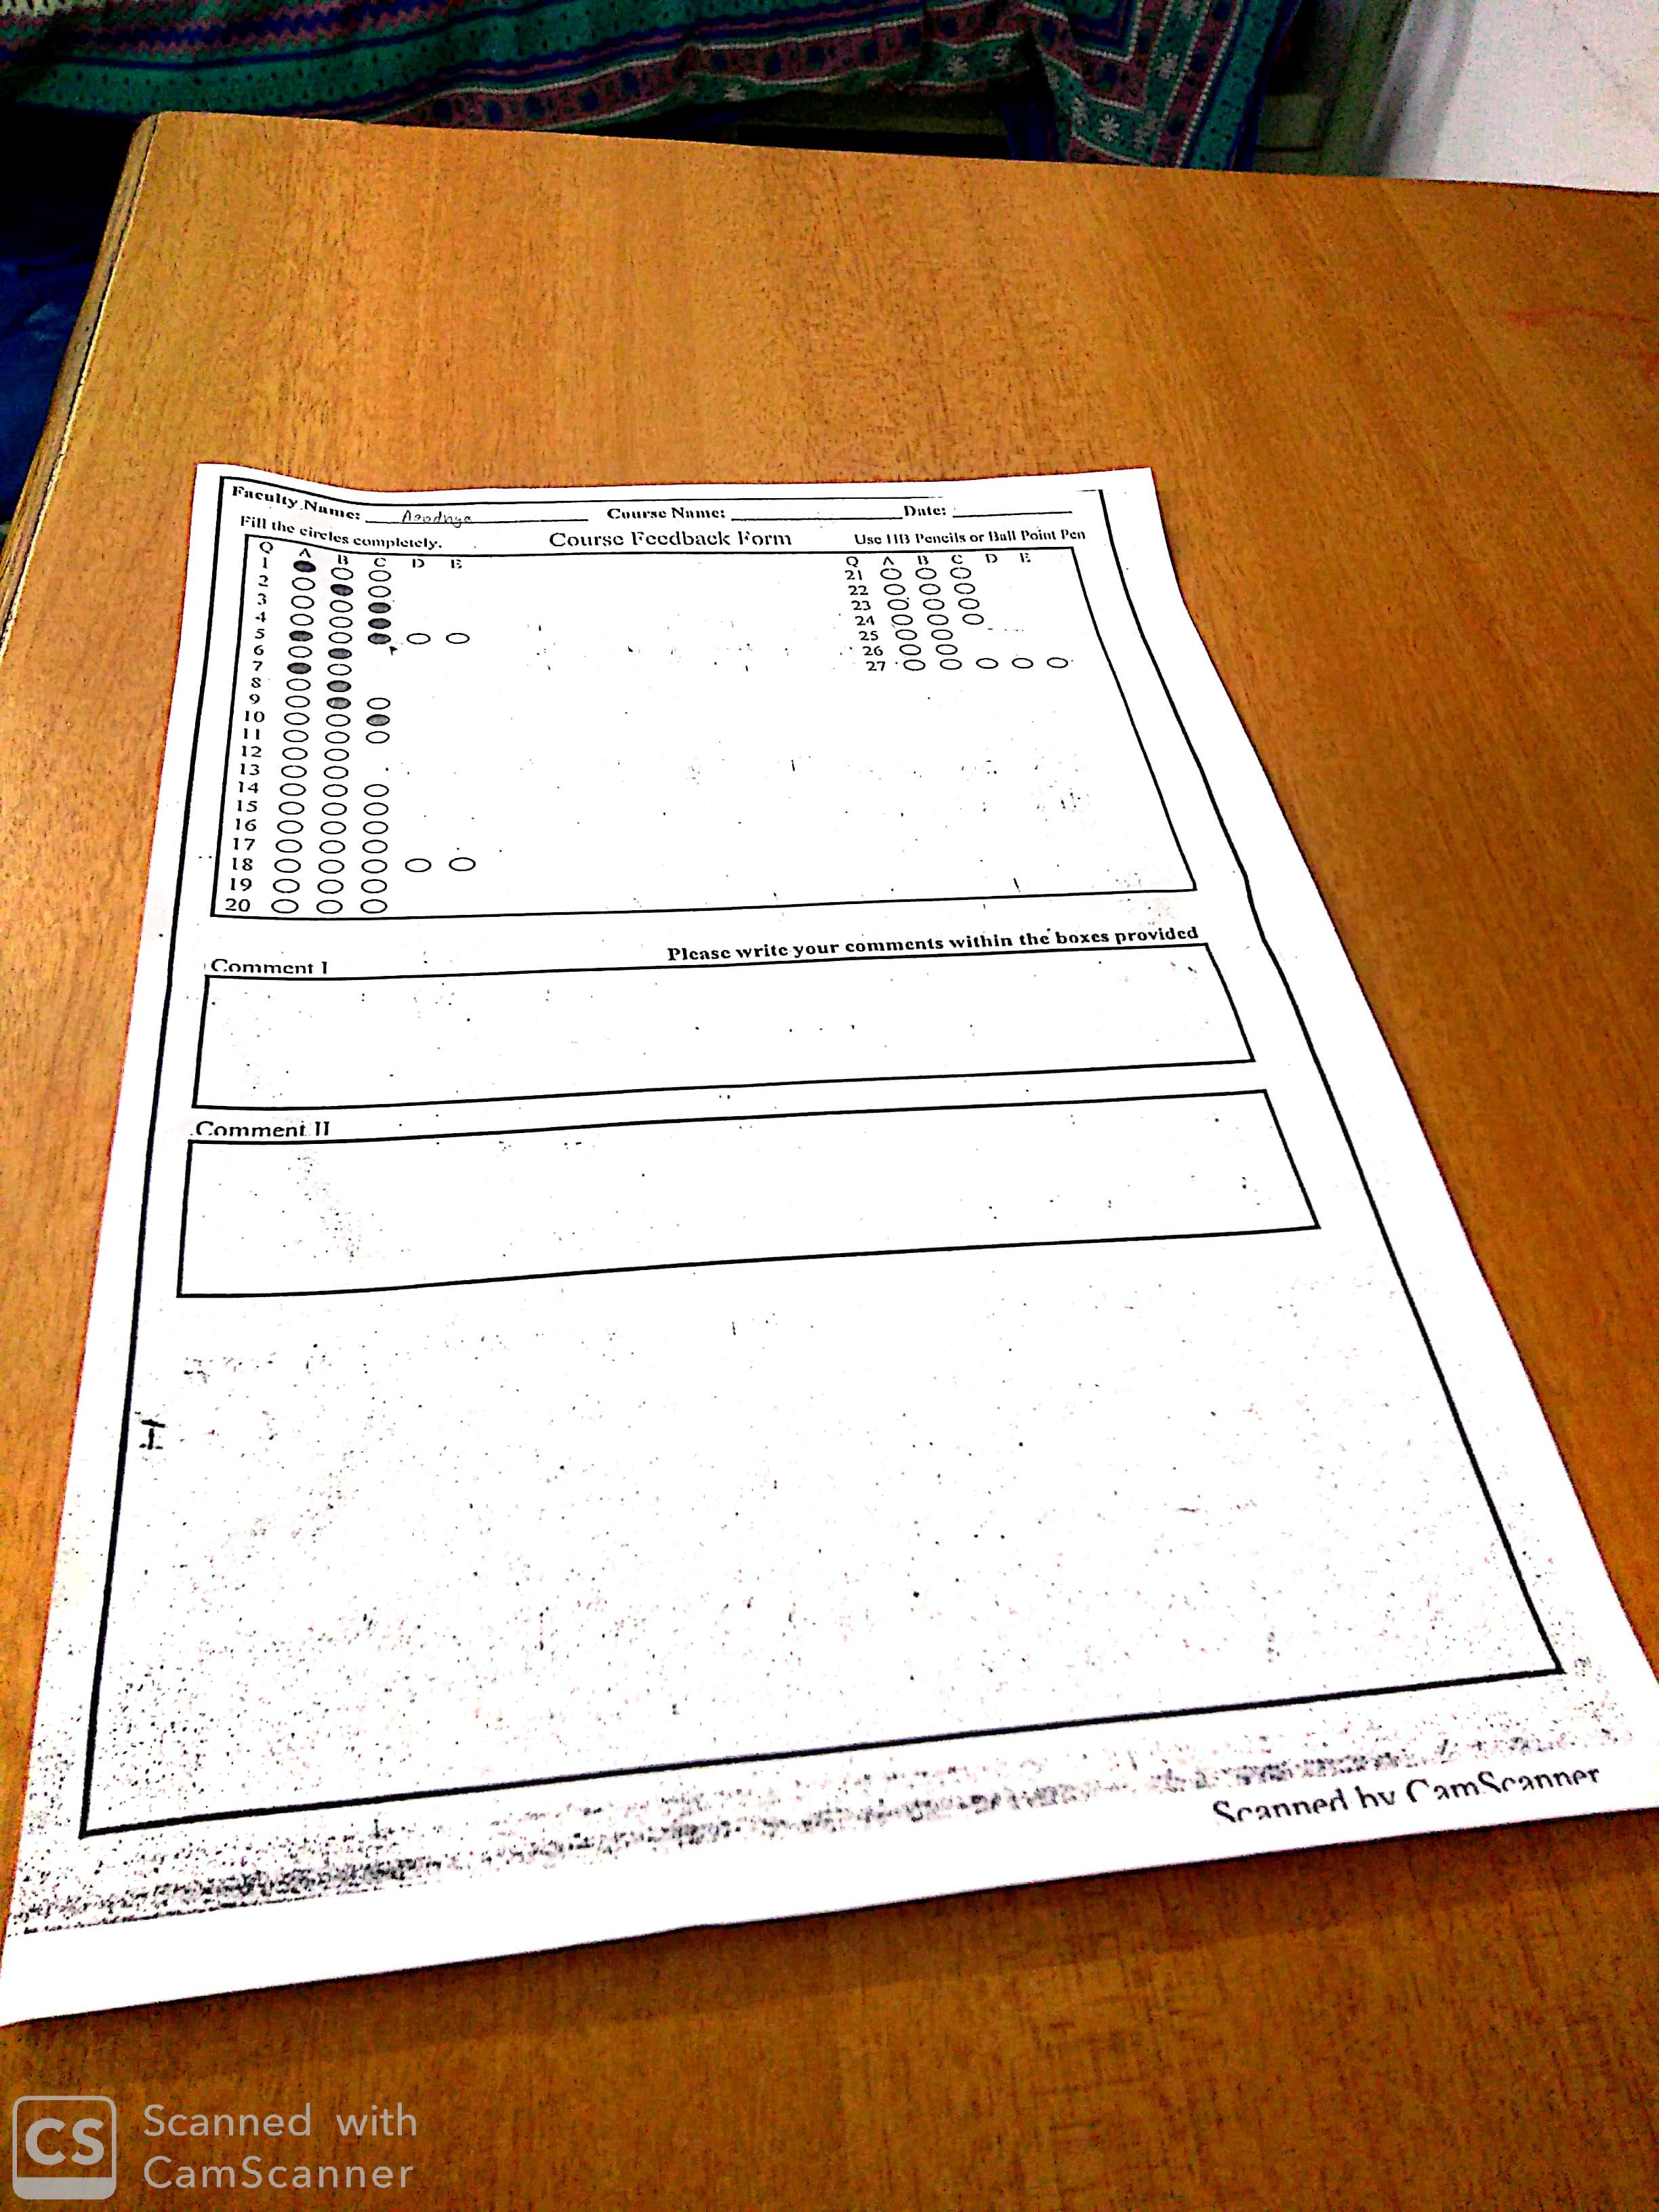 Faculty Name: Course Name: Date:
Fill the circles completely. Course Feedback Form Use HB Pencils or Ball Point Pen
Q A B C D E Q A B C D E
1 21
2 22
3 23
4 24
5 25
6 26
7 27
8
9
10
11
12
13
14
15
16
17
18
19
20
Please write your comments within the boxes provided
Comment I
Comment II
Scanned by CamScanner
CS Scanned with
CamScanner